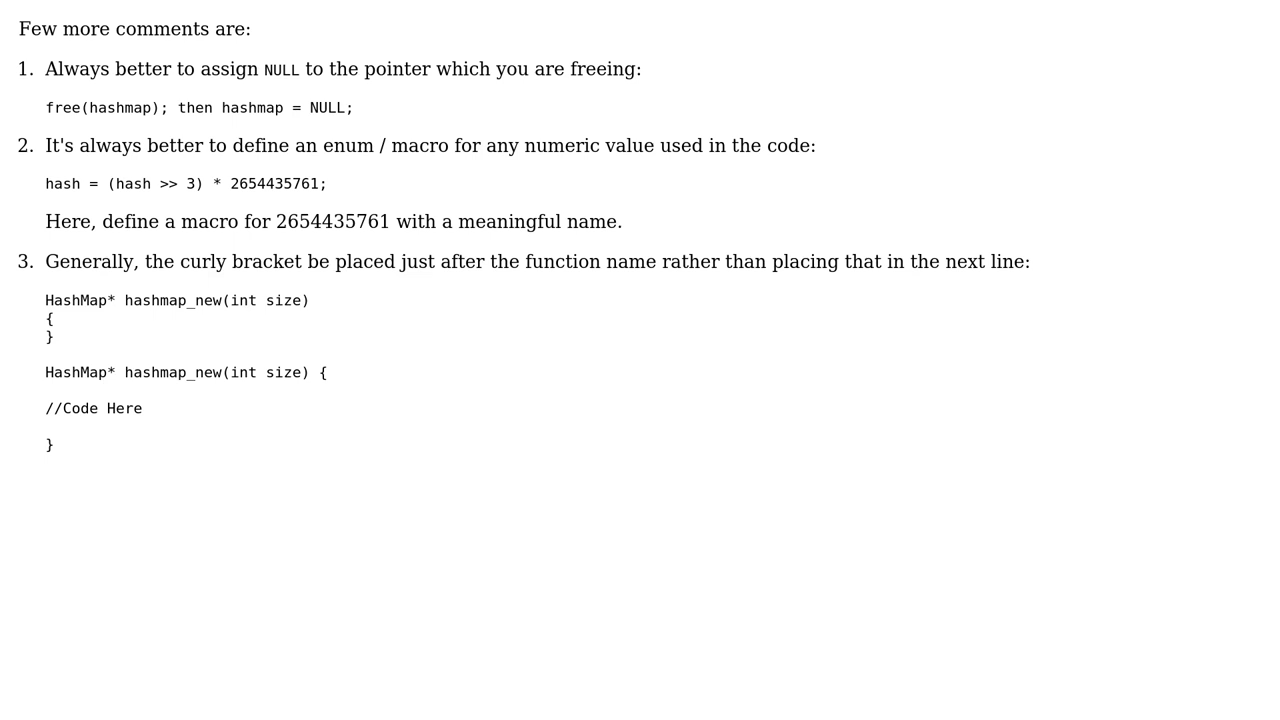 Few more comments are:
1. Always better to assign NULL to the pointer which you are freeing:
free(hashmap); then hashmap = NULL;
2. It's always better to define an enum / macro for any numeric value used in the code:
hash = (hash >> 3) * 2654435761;
Here, define a macro for 2654435761 with a meaningful name.
3. Generally, the curly bracket be placed just after the function name rather than placing that in the next line:
HashMap* hashmap_new(int size)
{
}
HashMap* hashmap_new(int size) {
//Code Here
}